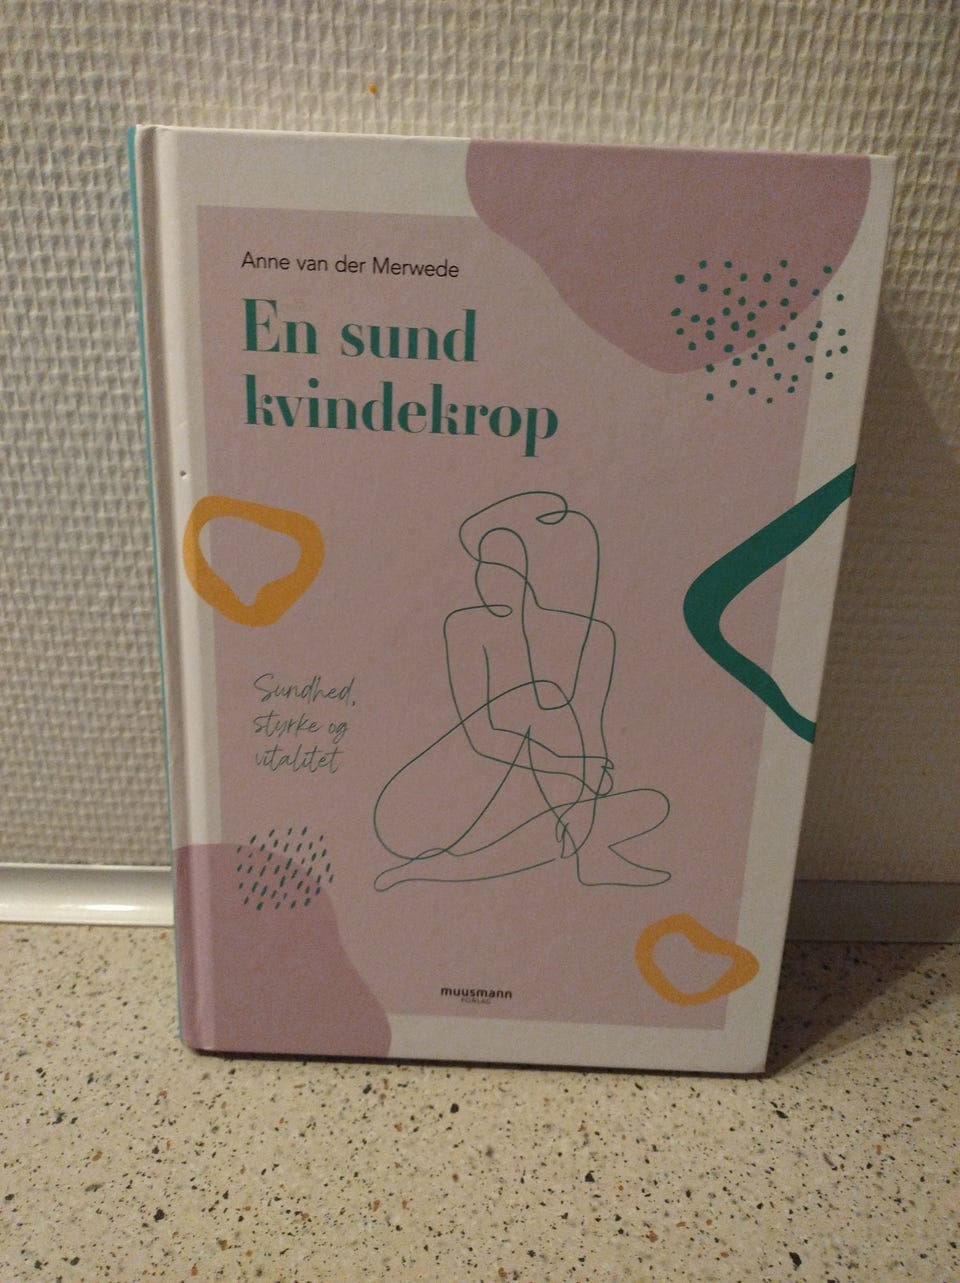 Anne van der Merwede
En sund
kvindekrop
Sundhed,
styrke og
vitalitet
muusmann
FORLAG